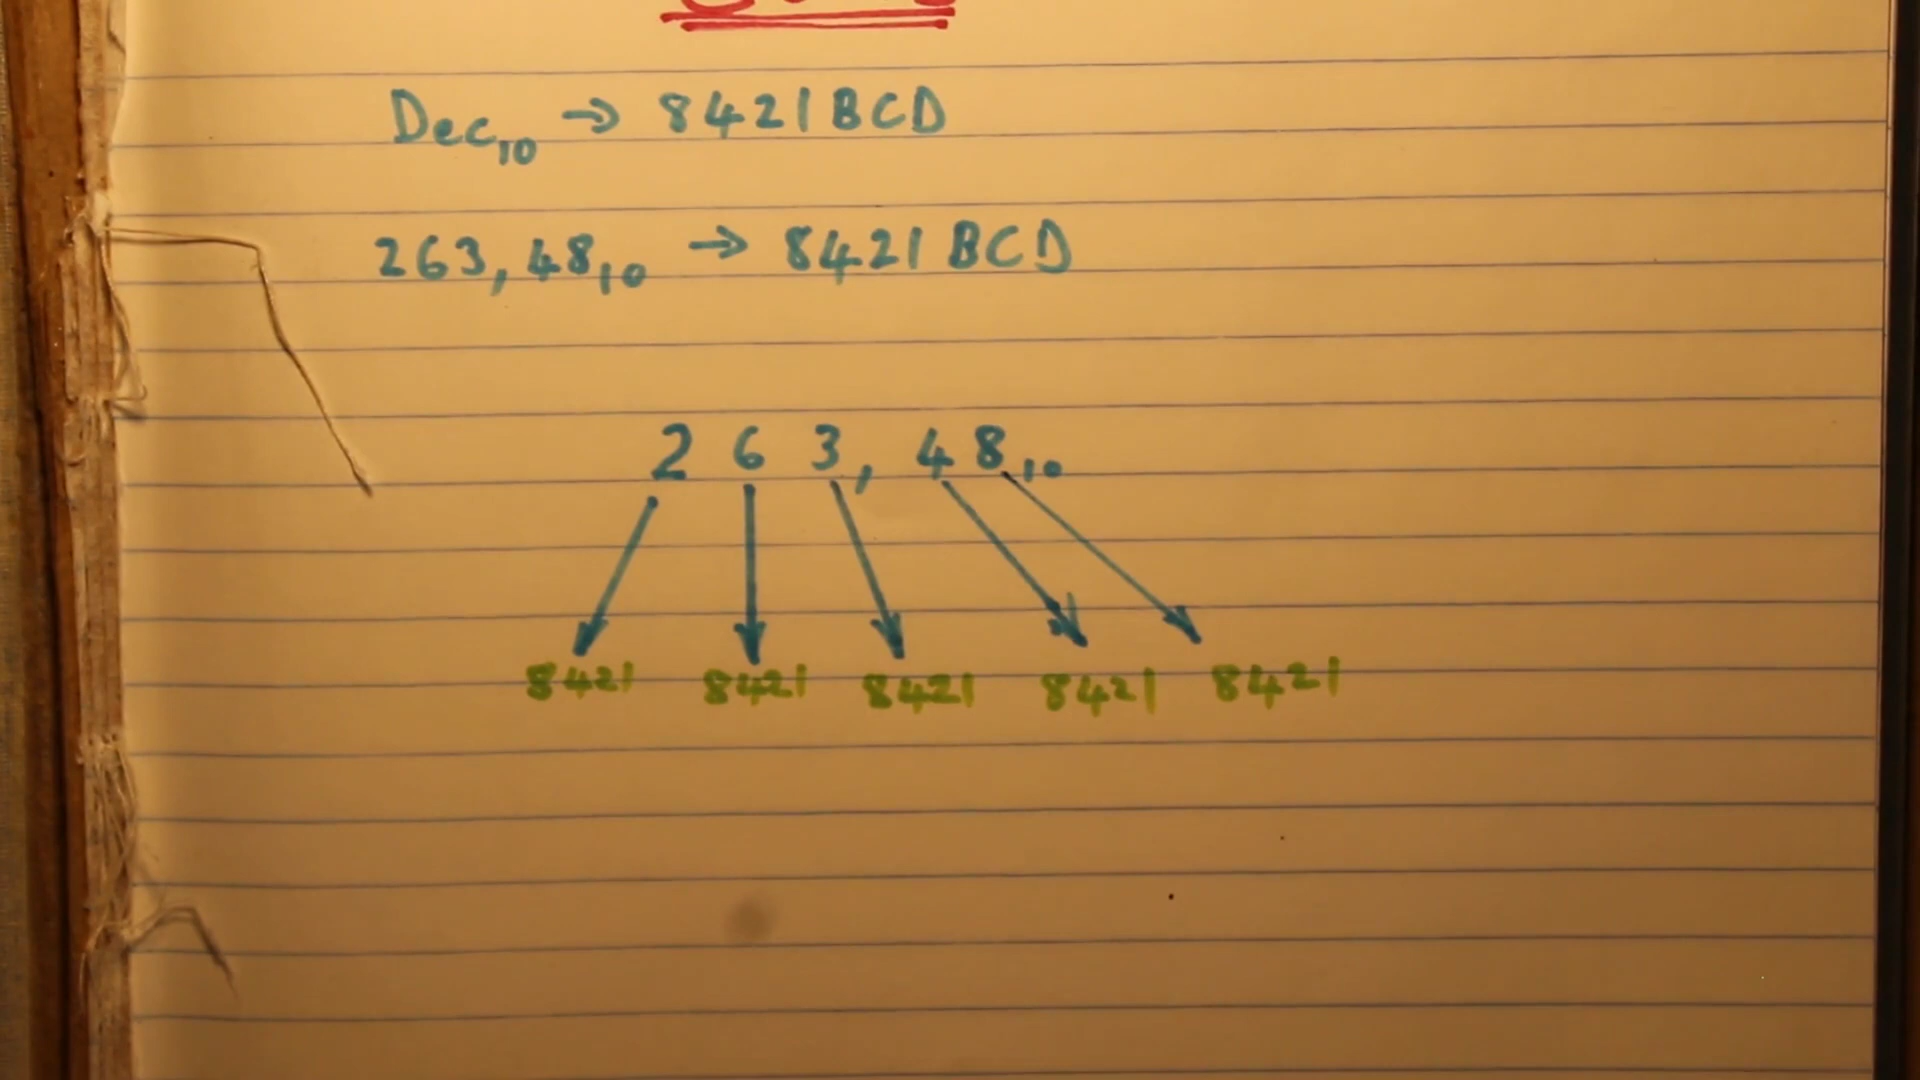 Dec₁₀ → 8421 BCD
263,48₁₀ → 8421 BCD
2 6 3, 4 8₁₀
8421 8421 8421 8421 8421